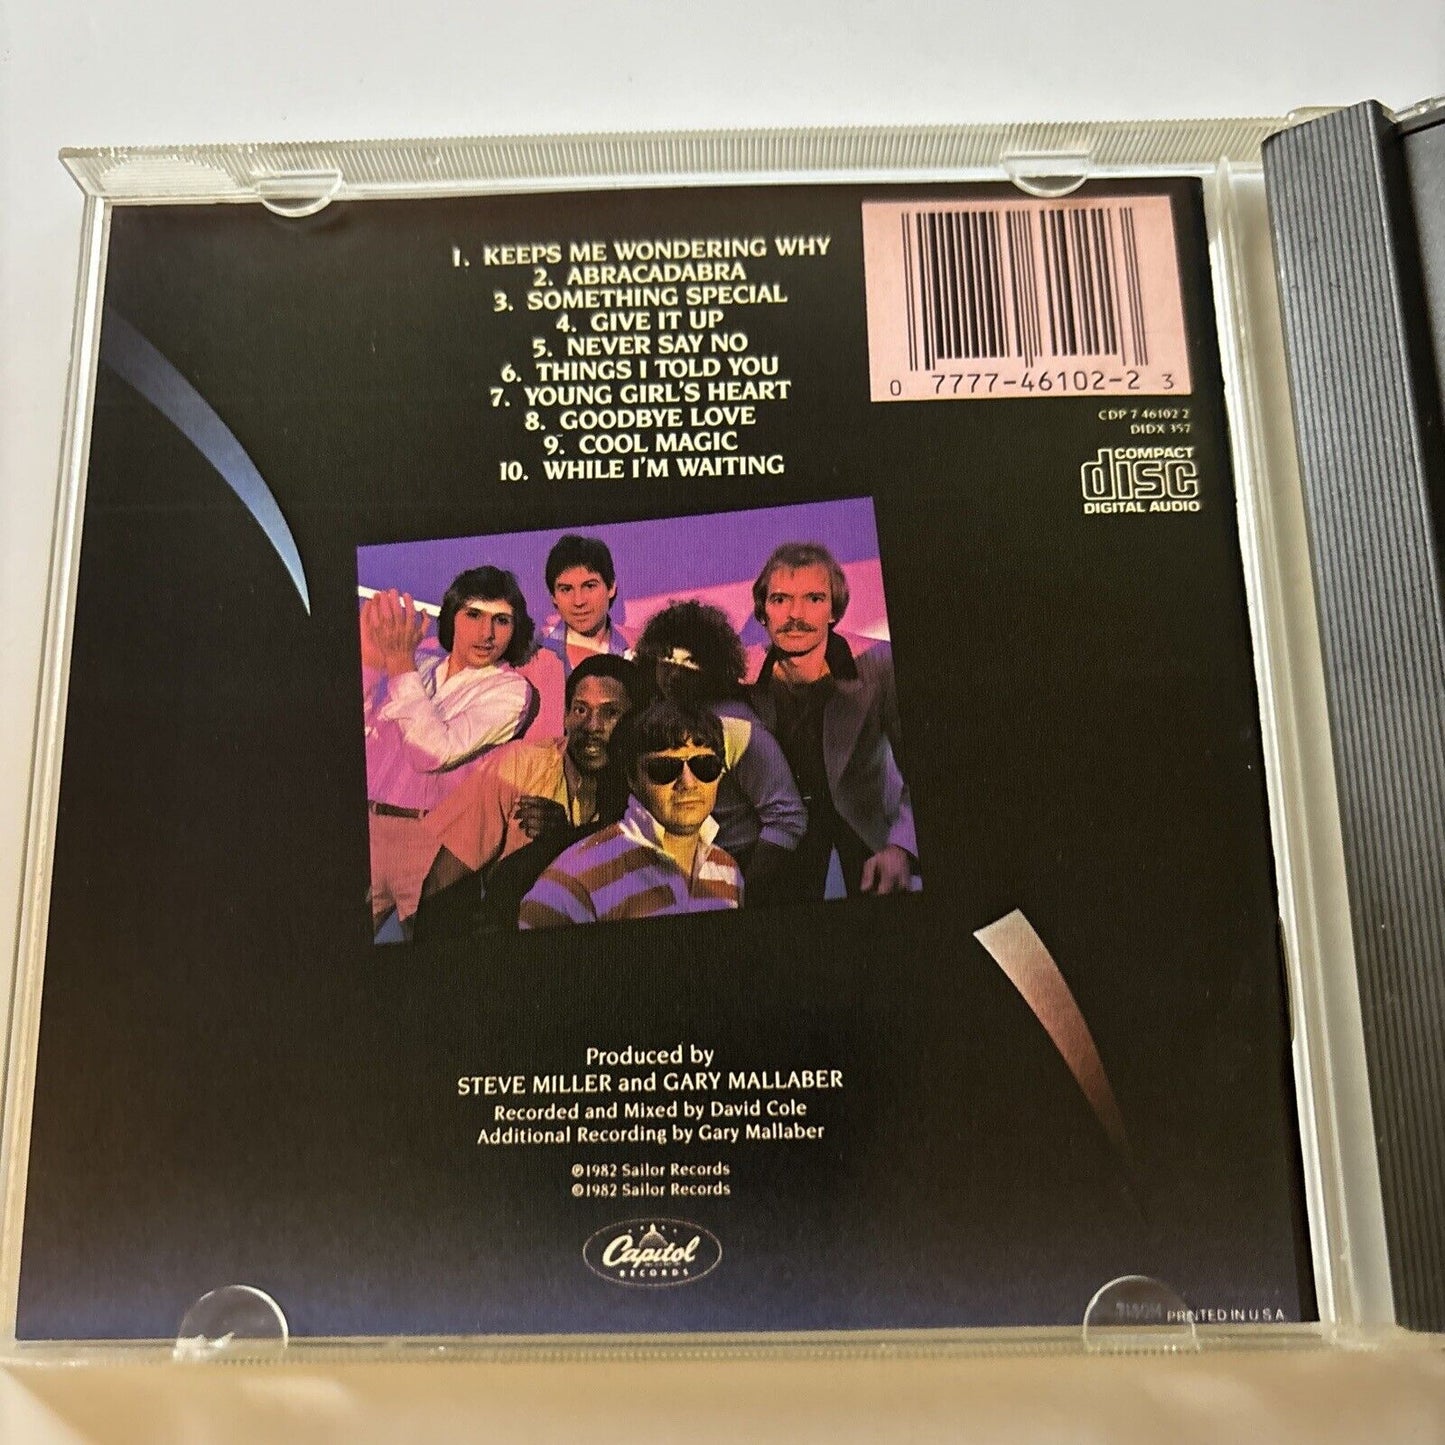 1. KEEPS ME WONDERING WHY
2. ABRACADABRA
3. SOMETHING SPECIAL
4. GIVE IT UP
5. NEVER SAY NO
6. THINGS I TOLD YOU
7. YOUNG GIRL'S HEART
8. GOODBYE LOVE
9. COOL MAGIC
10. WHILE I'M WAITING
0 7777-46102-2 3
CDP 7 46102 2
DIDX 357
COMPACT
disc
DIGITAL AUDIO
Produced by
STEVE MILLER and GARY MALLABER
Recorded and Mixed by David Cole
Additional Recording by Gary Mallaber
℗1982 Sailor Records
©1982 Sailor Records
Capitol
RECORDS
PRINTED IN U S A